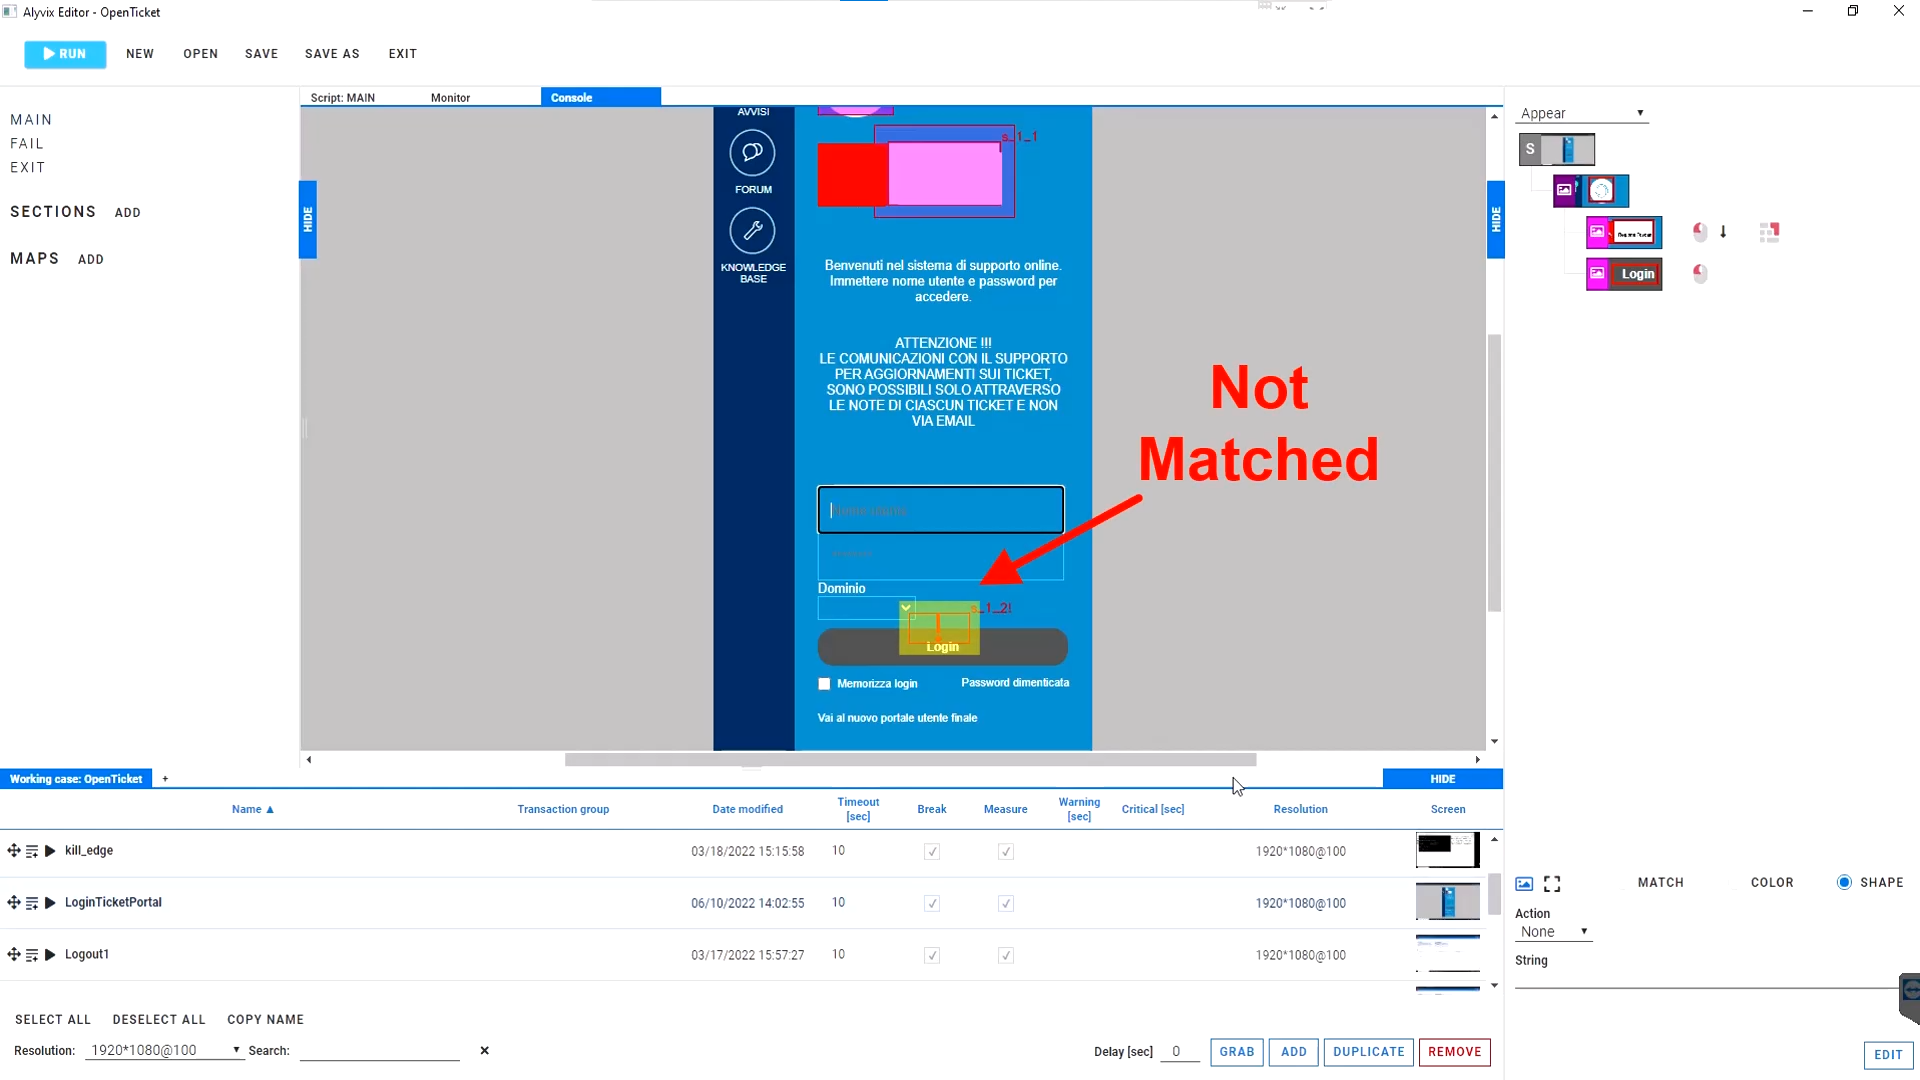 Alyvix Editor - OpenTicket
RUN NEW OPEN SAVE SAVE AS EXIT
MAIN
FAIL
EXIT
SECTIONS ADD
MAPS ADD
Script: MAIN Monitor Console
HIDE
AVVISI
FORUM
KNOWLEDGE
BASE
s_1_1
Benvenuti nel sistema di supporto online.
Immettere nome utente e password per
accedere.
ATTENZIONE !!!
LE COMUNICAZIONI CON IL SUPPORTO
PER AGGIORNAMENTI SUI TICKET,
SONO POSSIBILI SOLO ATTRAVERSO
LE NOTE DI CIASCUN TICKET E NON
VIA EMAIL
Nome utente
Dominio
s_1_2!
Login
Memorizza login Password dimenticata
Vai al nuovo portale utente finale
Not
Matched
HIDE
Appear
S
Login
Working case: OpenTicket + HIDE
Name ▲ Transaction group Date modified Timeout [sec] Break Measure Warning [sec] Critical [sec] Resolution Screen
kill_edge 03/18/2022 15:15:58 10 1920*1080@100
LoginTicketPortal 06/10/2022 14:02:55 10 1920*1080@100
Logout1 03/17/2022 15:57:27 10 1920*1080@100
SELECT ALL DESELECT ALL COPY NAME
Resolution: 1920*1080@100 Search:
Delay [sec] 0 GRAB ADD DUPLICATE REMOVE
MATCH COLOR SHAPE
Action
None
String
EDIT